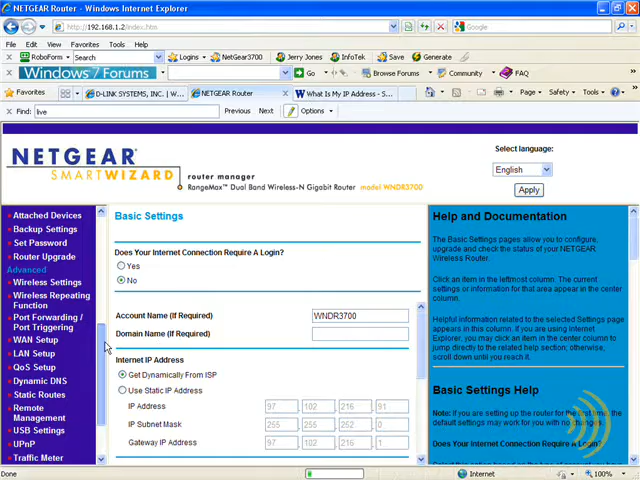 NETGEAR Router - Windows Internet Explorer
http://192.168.1.2/index.htm
Google
File Edit View Favorites Tools Help
RoboForm Search Logins NetGear3700 Jerry Jones InfoTek Save Generate
Windows 7 Forums Go Browse Forums Community FAQ
Favorites D-LINK SYSTEMS, INC. | W... NETGEAR Router What Is My IP Address - S... Page Safety Tools
Find: live Previous Next Options
NETGEAR
SMARTWIZARD
router manager
RangeMax™ Dual Band Wireless-N Gigabit Router model WNDR3700
Select language:
English
Apply
Attached Devices
Backup Settings
Set Password
Router Upgrade
Advanced
Wireless Settings
Wireless Repeating
Function
Port Forwarding /
Port Triggering
WAN Setup
LAN Setup
QoS Setup
Dynamic DNS
Static Routes
Remote
Management
USB Settings
UPnP
Traffic Meter
Basic Settings
Does Your Internet Connection Require A Login?
Yes
No
Account Name (If Required) WNDR3700
Domain Name (If Required)
Internet IP Address
Get Dynamically From ISP
Use Static IP Address
IP Address 97 . 102 . 216 . 91
IP Subnet Mask 255 . 255 . 252 . 0
Gateway IP Address 97 . 102 . 216 . 1
Help and Documentation
The Basic Settings pages allow you to configure,
upgrade and check the status of your NETGEAR
Wireless Router.
Click an item in the leftmost column. The current
settings or information for that area appear in the center
column.
Helpful information related to the selected Settings page
appears in this column. If you are using Internet
Explorer, you may click an item in the center column to
jump directly to the related help section; otherwise,
scroll down until you reach it.
Basic Settings Help
Note: If you are setting up the router for the first time, the
default settings may work for you with no changes.
Does Your Internet Connection Require A Login?
Done
Internet
100%